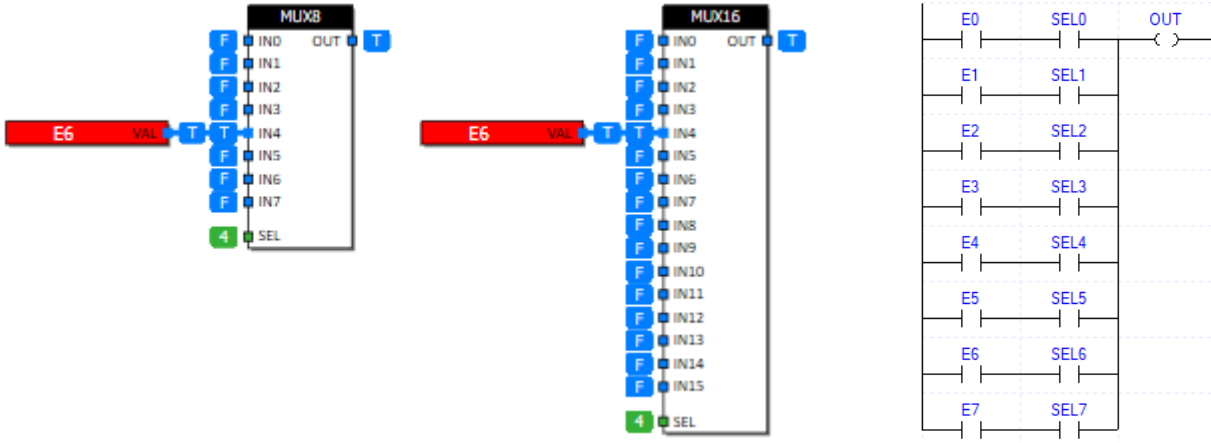 MUX8
F IN0 OUT T
F IN1
F IN2
F IN3
E6 VAL T T IN4
F IN5
F IN6
F IN7
4 SEL
MUX16
F IN0 OUT T
F IN1
F IN2
F IN3
E6 VAL T T IN4
F IN5
F IN6
F IN7
F IN8
F IN9
F IN10
F IN11
F IN12
F IN13
F IN14
F IN15
4 SEL
E0 SEL0 OUT
E1 SEL1
E2 SEL2
E3 SEL3
E4 SEL4
E5 SEL5
E6 SEL6
E7 SEL7